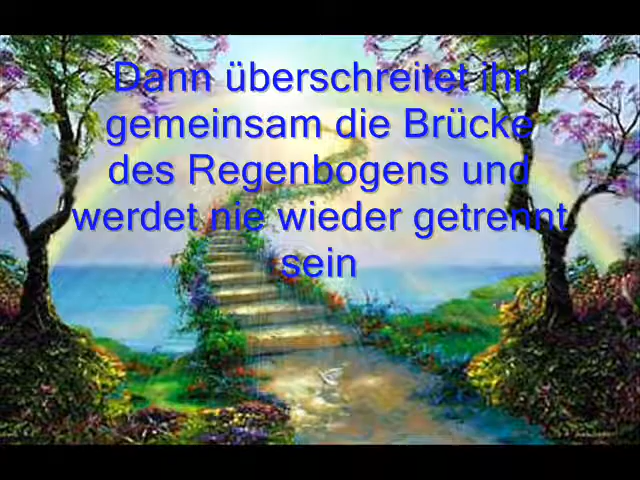 Dann überschreitet ihr
gemeinsam die Brücke
des Regenbogens und
werdet nie wieder getrennt
sein